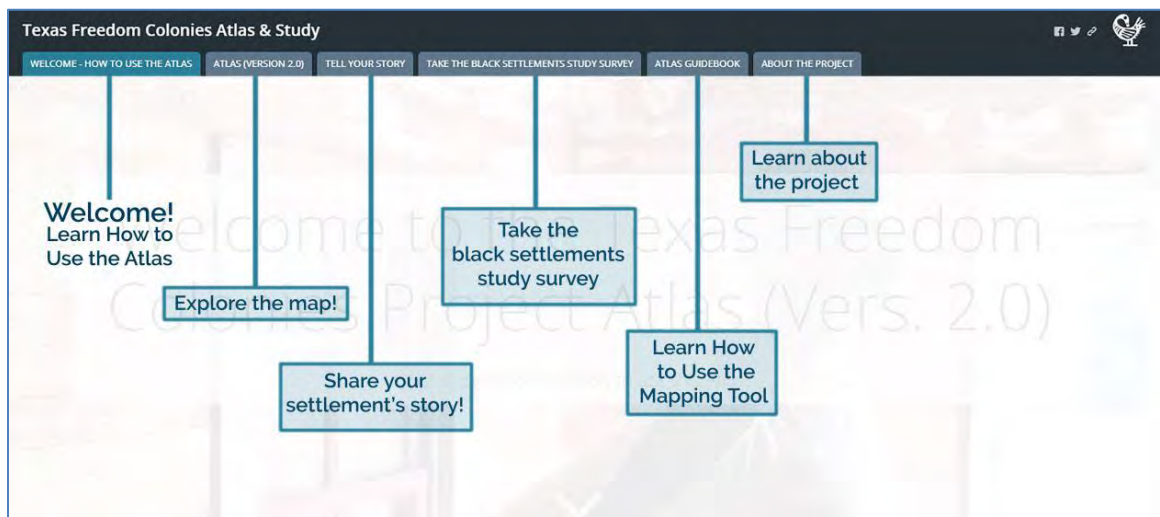 Texas Freedom Colonies Atlas & Study
WELCOME - HOW TO USE THE ATLAS
ATLAS (VERSION 2.0)
TELL YOUR STORY
TAKE THE BLACK SETTLEMENTS STUDY SURVEY
ATLAS GUIDEBOOK
ABOUT THE PROJECT
Learn about
the project
Welcome!
Learn How to
Use the Atlas
Take the
black settlements
study survey
Explore the map!
Share your
settlement's story!
Learn How
to Use the
Mapping Tool
Welcome to the Texas Freedom
Colonies Project Atlas (Vers. 2.0)